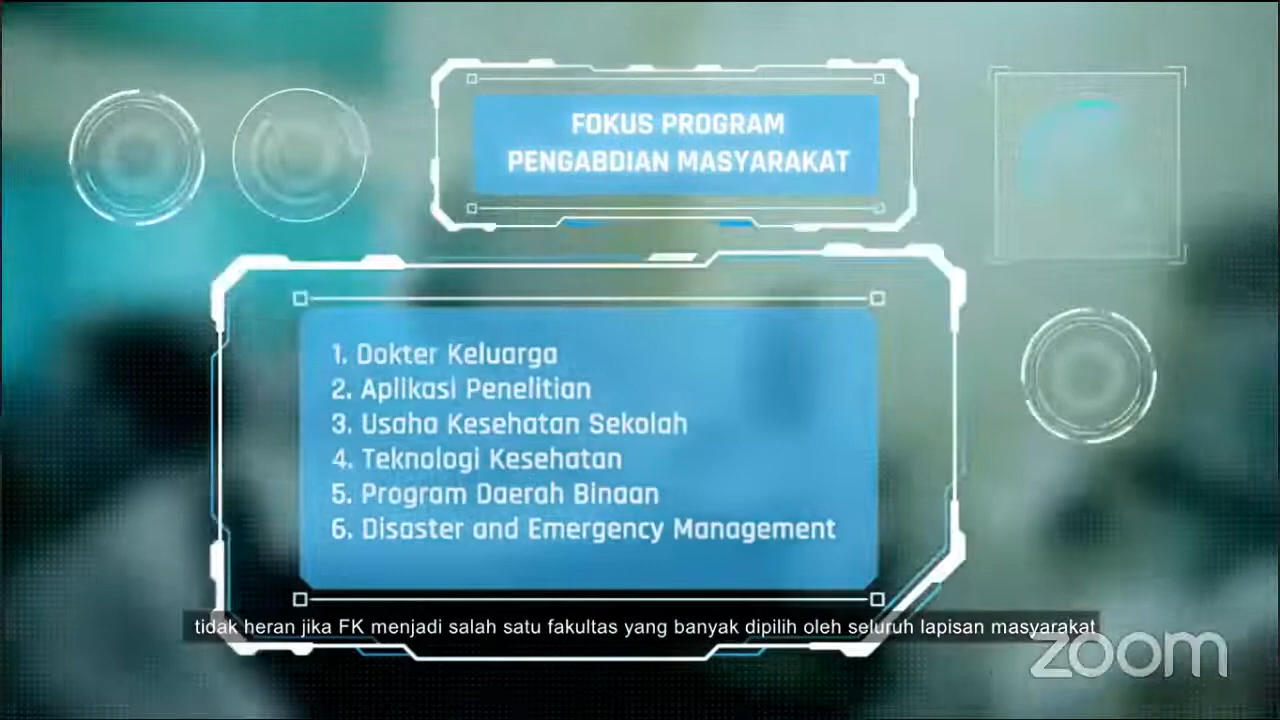 FOKUS PROGRAM
PENGABDIAN MASYARAKAT
1. Dokter Keluarga
2. Aplikasi Penelitian
3. Usaha Kesehatan Sekolah
4. Teknologi Kesehatan
5. Program Daerah Binaan
6. Disaster and Emergency Management
tidak heran jika FK menjadi salah satu fakultas yang banyak dipilih oleh seluruh lapisan masyarakat
zoom